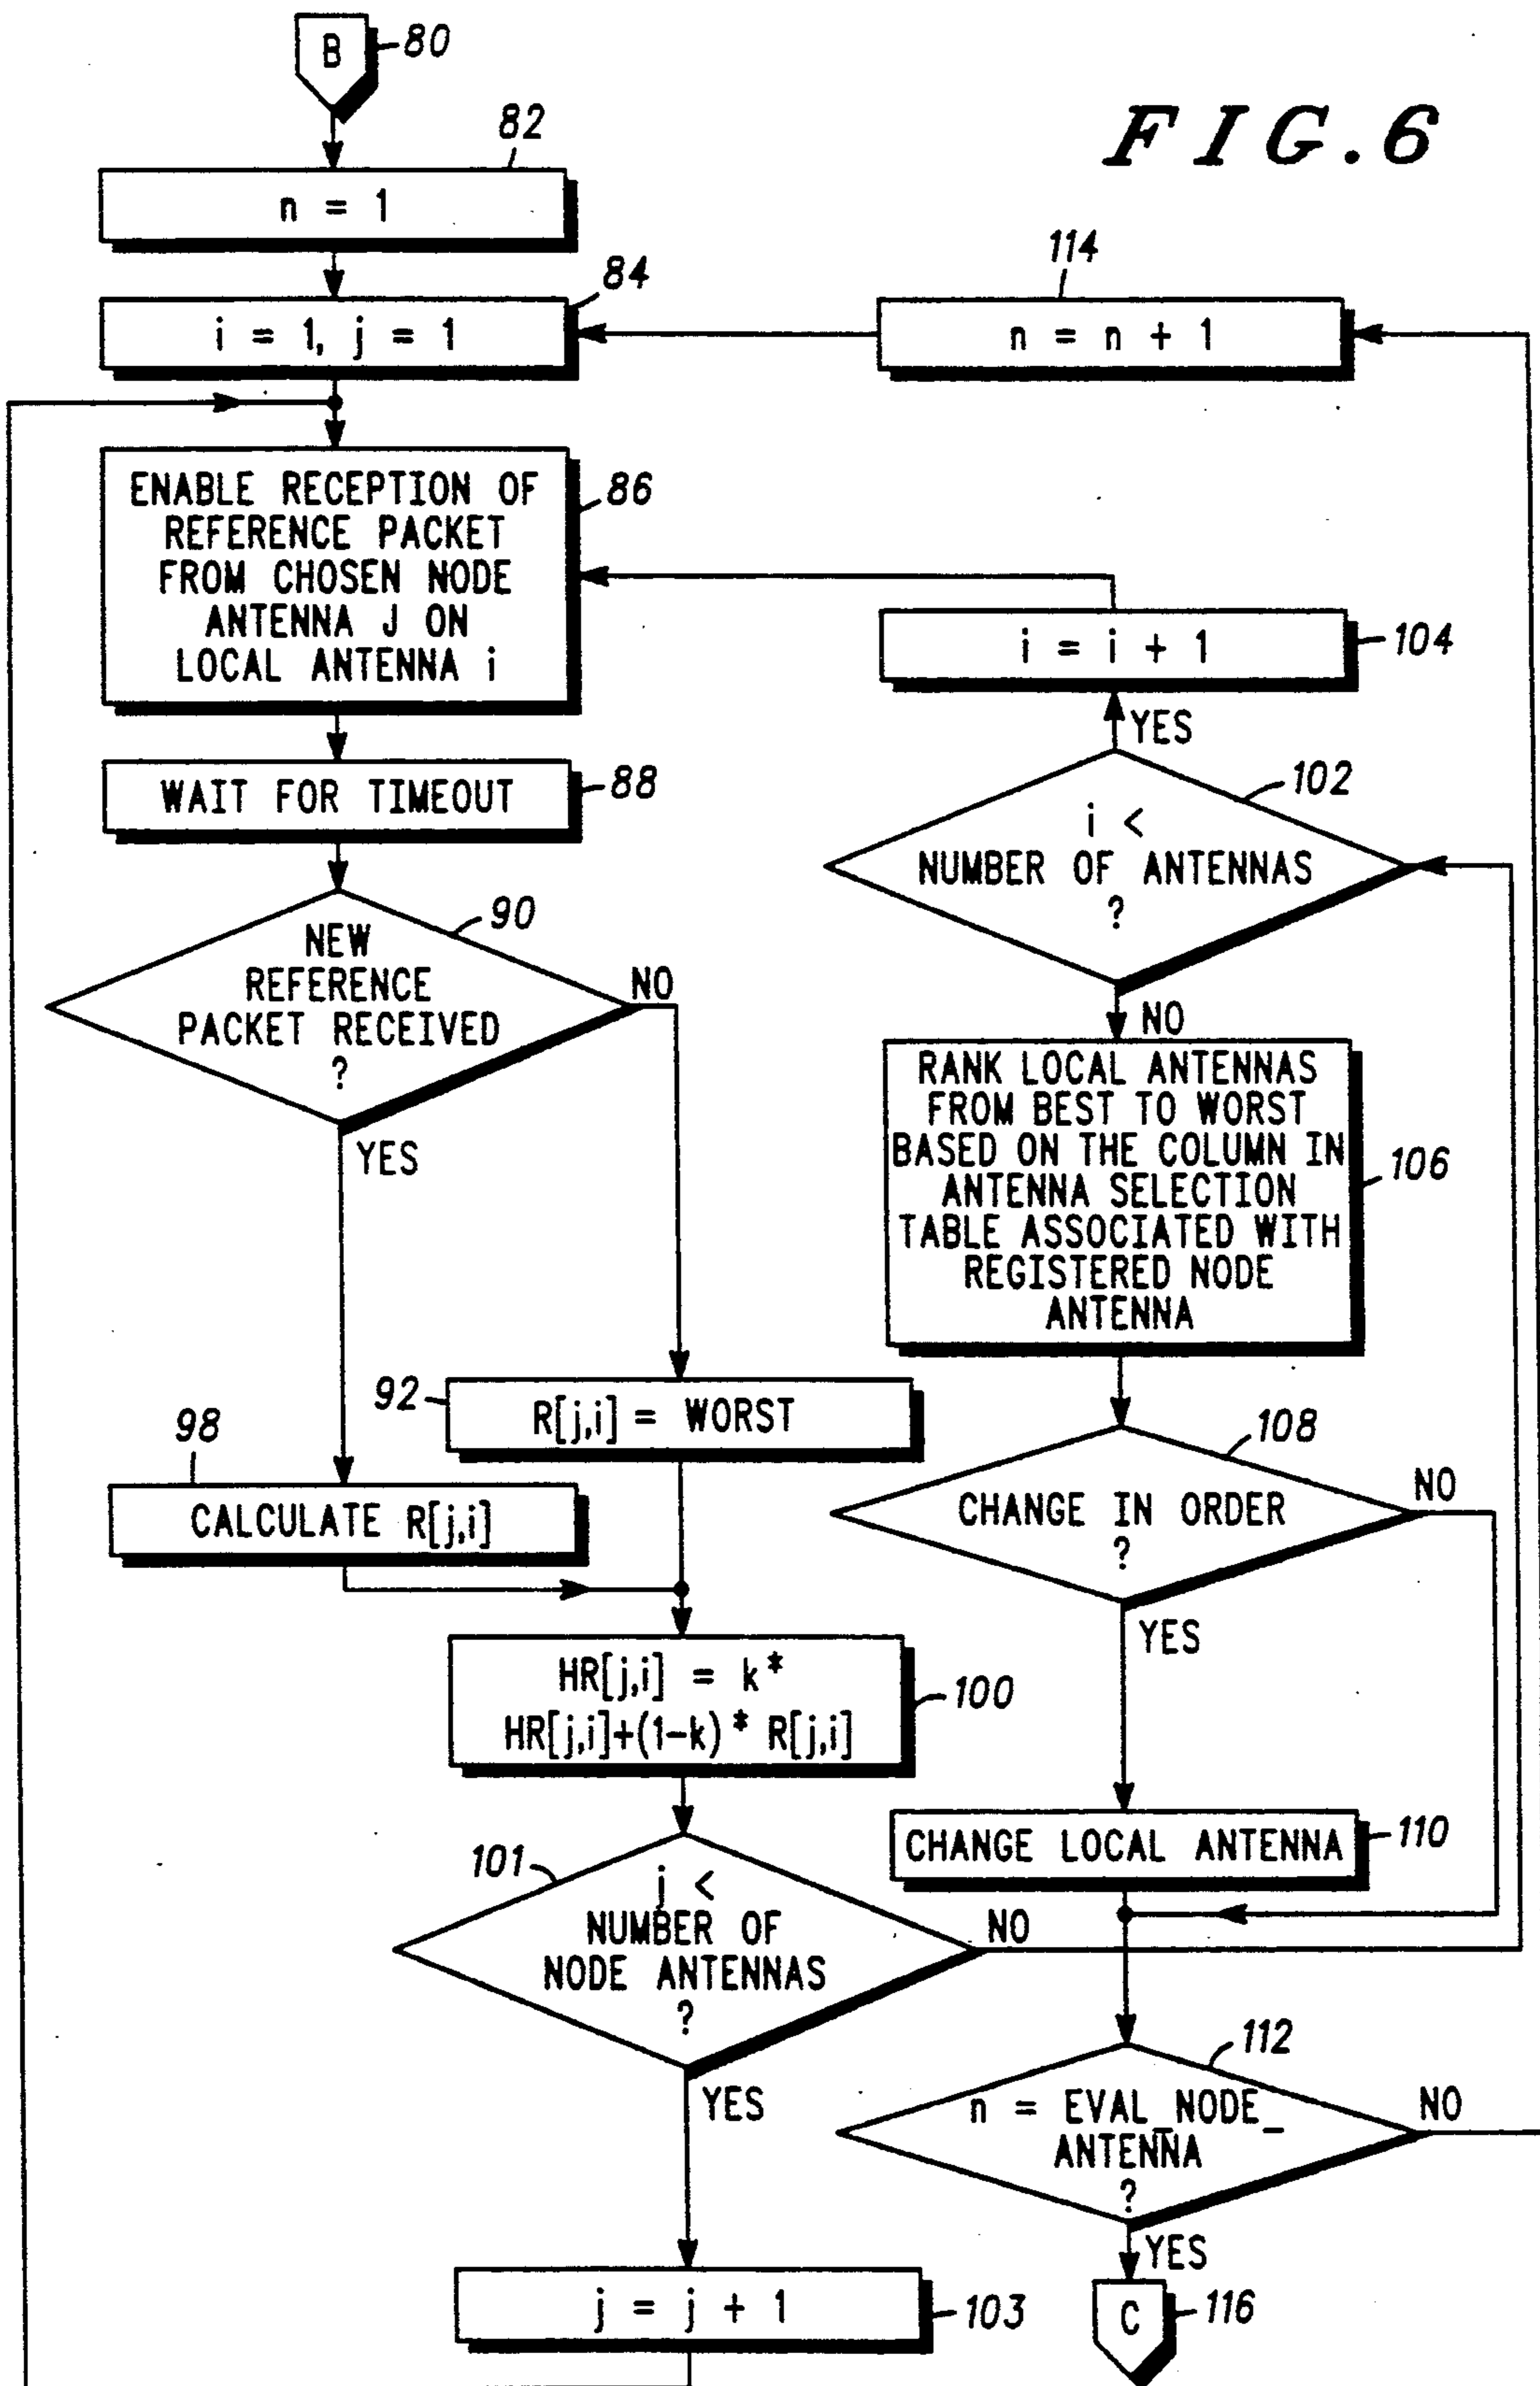 B
80
FIG.6
82
n = 1
84
i = 1, j = 1
114
n = n + 1
ENABLE RECEPTION OF
REFERENCE PACKET
FROM CHOSEN NODE
ANTENNA J ON
LOCAL ANTENNA i
86
i = i + 1
104
YES
WAIT FOR TIMEOUT
88
102
i <
NUMBER OF ANTENNAS
?
NO
90
NEW
REFERENCE
PACKET RECEIVED
?
NO
YES
RANK LOCAL ANTENNAS
FROM BEST TO WORST
BASED ON THE COLUMN IN
ANTENNA SELECTION
TABLE ASSOCIATED WITH
REGISTERED NODE
ANTENNA
106
92
R[j,i] = WORST
98
CALCULATE R[j,i]
108
CHANGE IN ORDER
?
NO
YES
HR[j,i] = k*
HR[j,i]+(1-k)* R[j,i]
100
CHANGE LOCAL ANTENNA
110
101
j <
NUMBER OF
NODE ANTENNAS
?
NO
YES
112
n = EVAL_NODE_
ANTENNA
?
NO
YES
j = j + 1
103
C
116